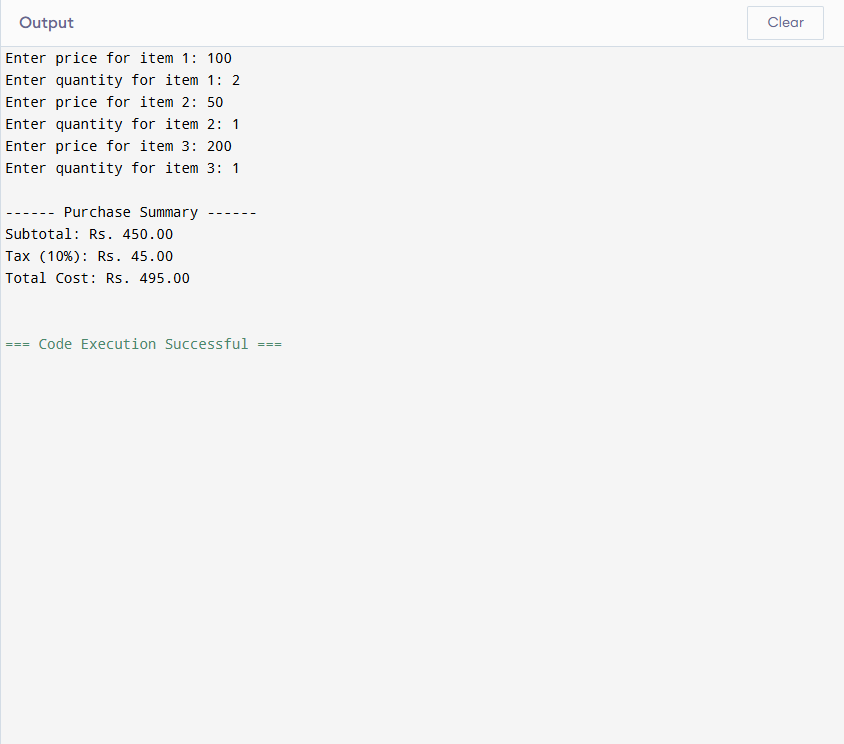 Output
Clear
Enter price for item 1: 100
Enter quantity for item 1: 2
Enter price for item 2: 50
Enter quantity for item 2: 1
Enter price for item 3: 200
Enter quantity for item 3: 1
------ Purchase Summary ------
Subtotal: Rs. 450.00
Tax (10%): Rs. 45.00
Total Cost: Rs. 495.00
=== Code Execution Successful ===